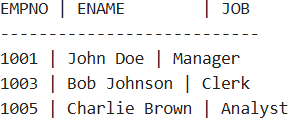 EMPNO | ENAME        | JOB
---------------------------
1001 | John Doe | Manager
1003 | Bob Johnson | Clerk
1005 | Charlie Brown | Analyst